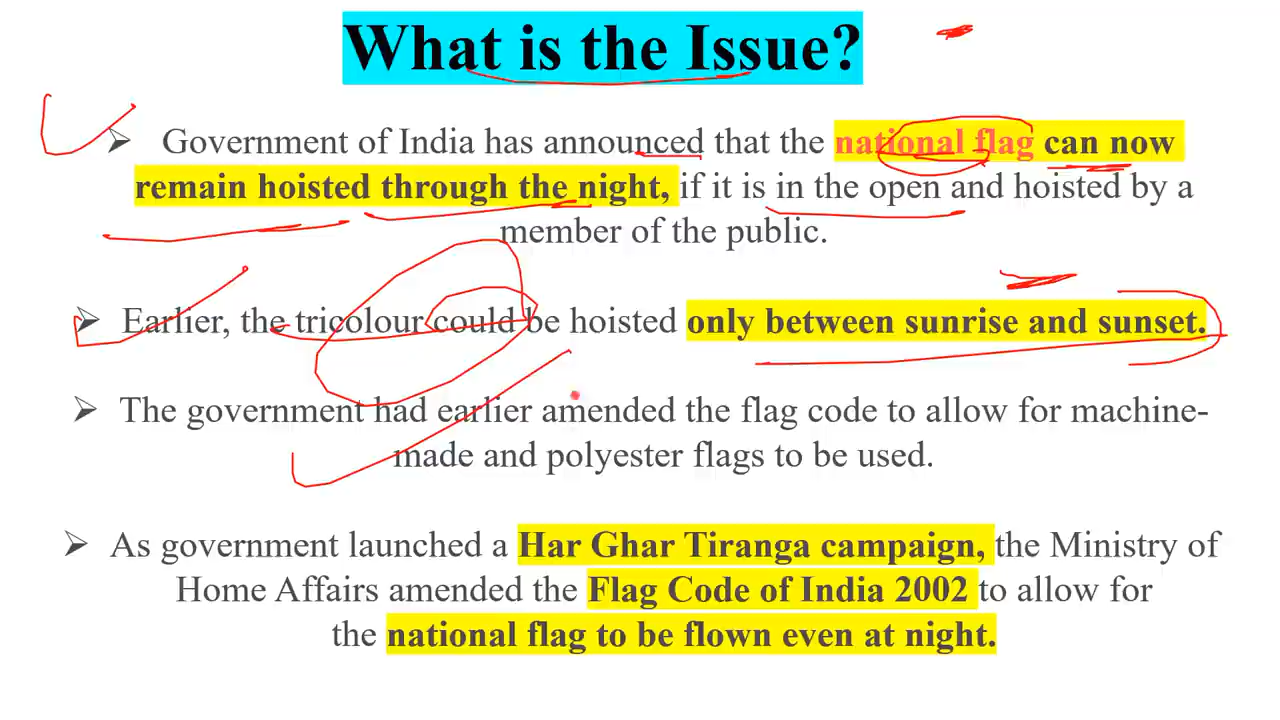 What is the Issue?
➢ Government of India has announced that the national flag can now
remain hoisted through the night, if it is in the open and hoisted by a
member of the public.
➢ Earlier, the tricolour could be hoisted only between sunrise and sunset.
➢ The government had earlier amended the flag code to allow for machine-
made and polyester flags to be used.
➢ As government launched a Har Ghar Tiranga campaign, the Ministry of
Home Affairs amended the Flag Code of India 2002 to allow for
the national flag to be flown even at night.